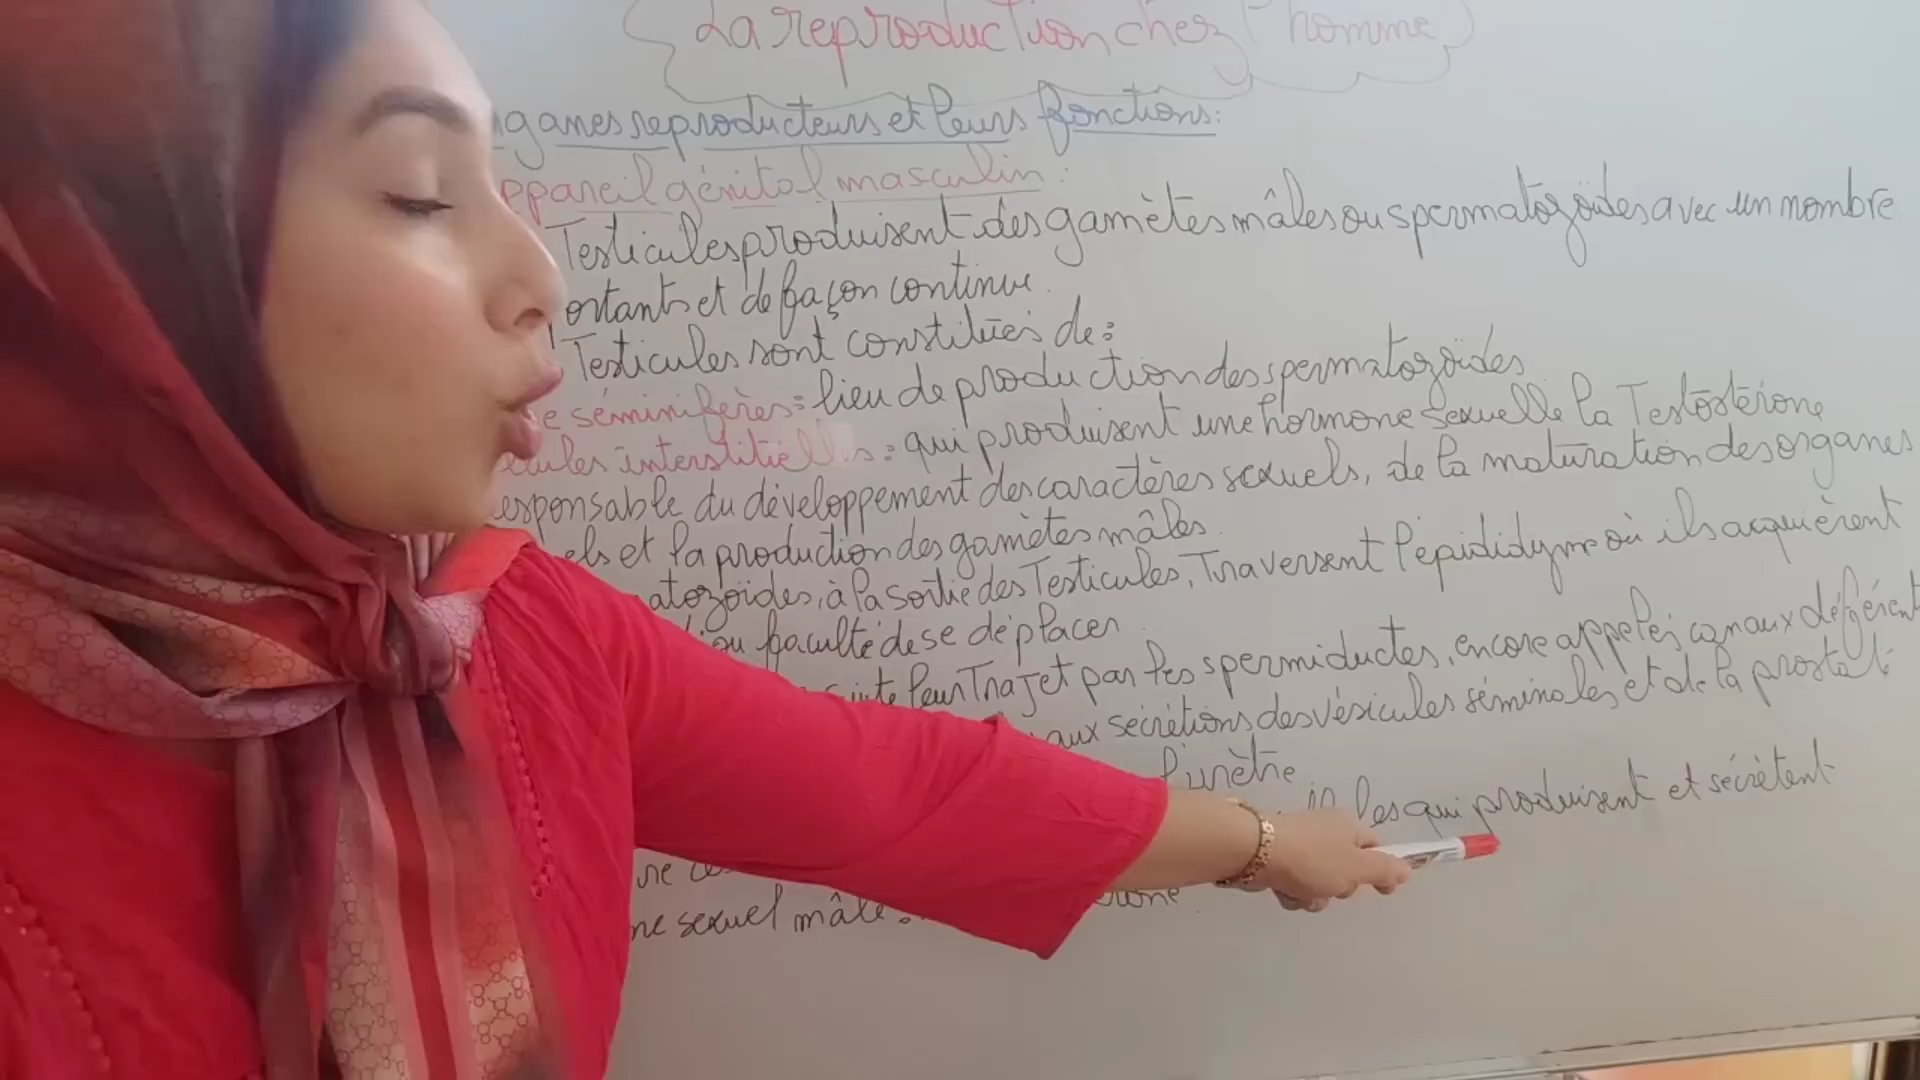 La reproduction chez l'homme
ganes reproducteurs et leurs fonctions:
ppareil génital masculin:
Testicules produisent des gamètes mâles ou spermatozoïdes avec un nombre
ortants et de façon continue.
Testicules sont constitués de:
e séminifères: lieu de production des spermatozoïdes
ellules interstitielles: qui produisent une hormone sexuelle la Testostérone
esponsable du développement des caractères sexuels, de la maturation des organes
els et la production des gamètes mâles.
atozoïdes, à la sortie des Testicules, Traversent l'épididyme où ils acquièrent
ou faculté de se déplacer
leur Trajet par les spermiductes, encore appelés canaux déférent
aux sécrétions des vésicules séminales et de la prostate
l'urètre
les qui produisent et sécrètent
ne sexuel mâle: